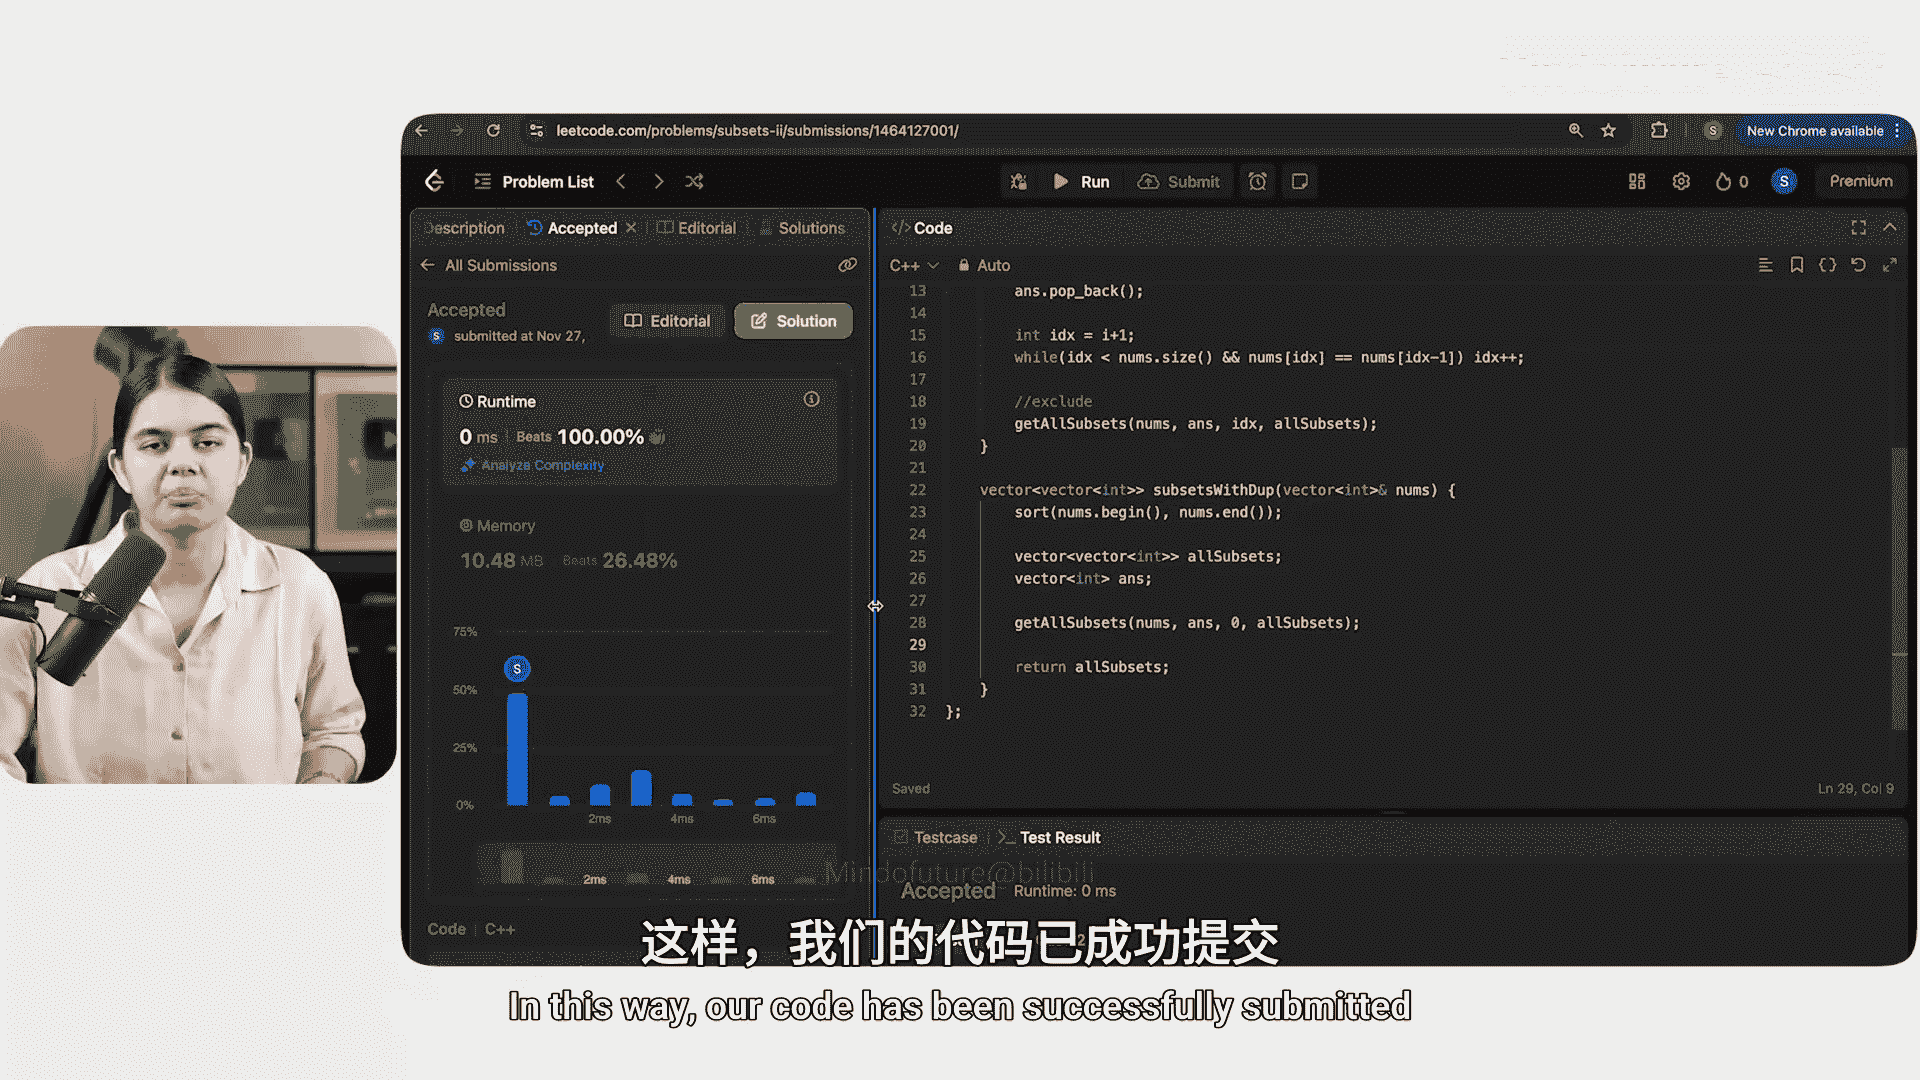 leetcode.com/problems/subsets-ii/submissions/1464127001/
S
New Chrome available
Problem List
Run
Submit
0
S
Premium
Description
Accepted
Editorial
Solutions
All Submissions
Accepted
S submitted at Nov 27,
Editorial
Solution
Runtime
0 ms Beats 100.00%
Analyze Complexity
Memory
10.48 MB Beats 26.48%
75%
50%
25%
0%
S
2ms 4ms 6ms
2ms 4ms 6ms
Code C++
</> Code
C++ Auto
13 ans.pop_back();
14
15 int idx = i+1;
16 while(idx < nums.size() && nums[idx] == nums[idx-1]) idx++;
17
18 //exclude
19 getAllSubsets(nums, ans, idx, allSubsets);
20 }
21
22 vector<vector<int>> subsetsWithDup(vector<int>& nums) {
23 sort(nums.begin(), nums.end());
24
25 vector<vector<int>> allSubsets;
26 vector<int> ans;
27
28 getAllSubsets(nums, ans, 0, allSubsets);
29
30 return allSubsets;
31 }
32 };
Saved
Ln 29, Col 9
Testcase
Test Result
Mindofuture@bilibili
Accepted Runtime: 0 ms
这样，我们的代码已成功提交
In this way, our code has been successfully submitted